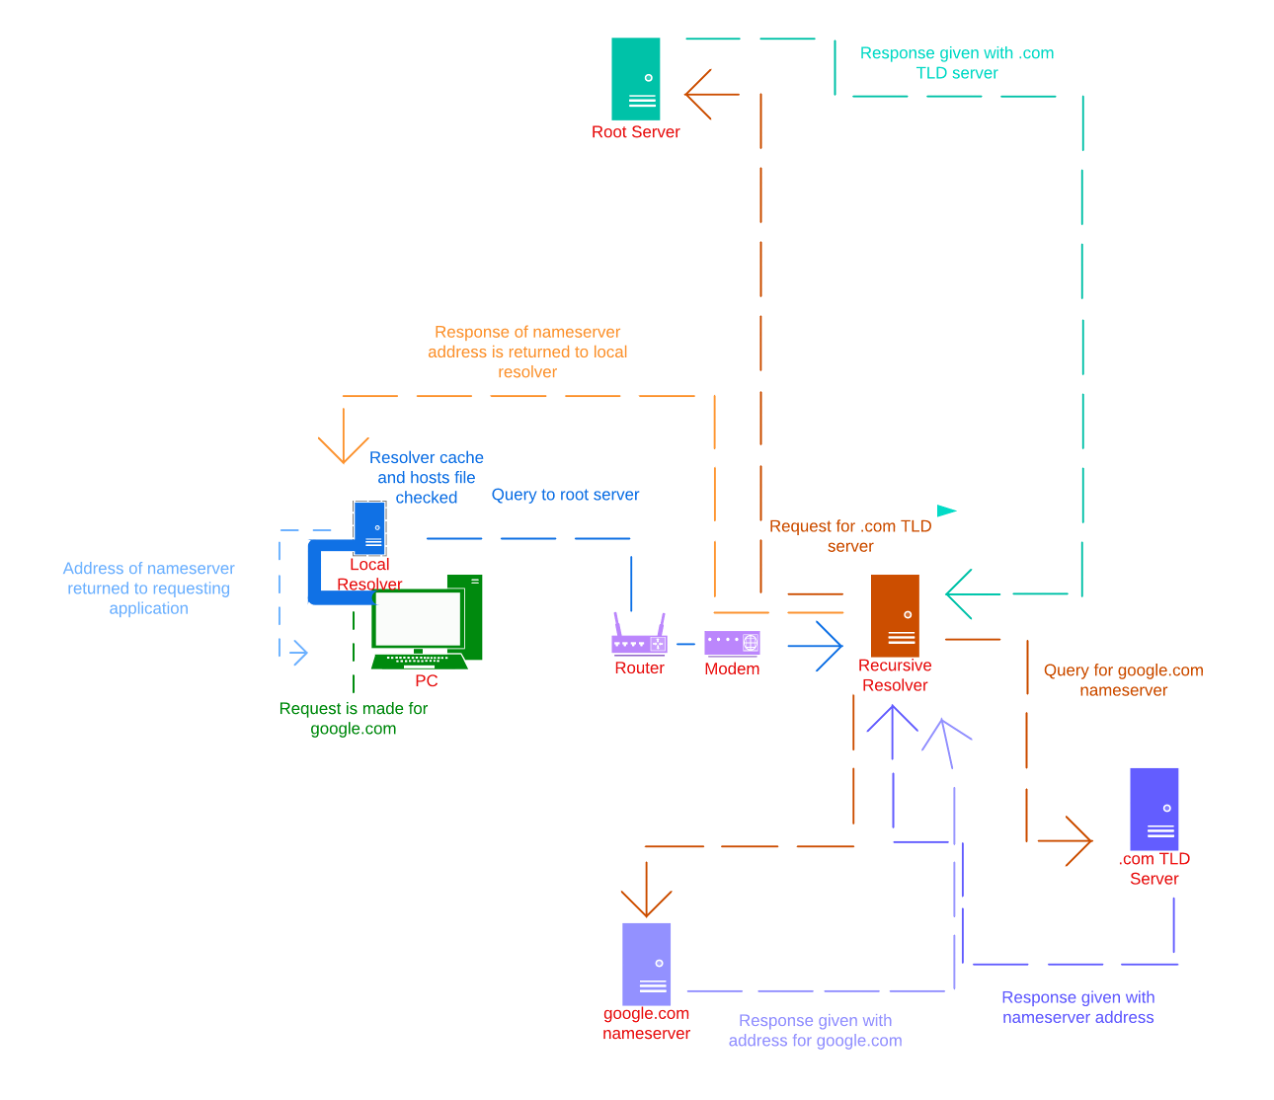 Response given with .com
TLD server
Root Server
Response of nameserver
address is returned to local
resolver
Resolver cache
and hosts file
checked
Query to root server
Request for .com TLD
server
Address of nameserver
returned to requesting
application
Local
Resolver
PC
Request is made for
google.com
Router
Modem
Recursive
Resolver
Query for google.com
nameserver
.com TLD
Server
google.com
nameserver
Response given with
address for google.com
Response given with
nameserver address